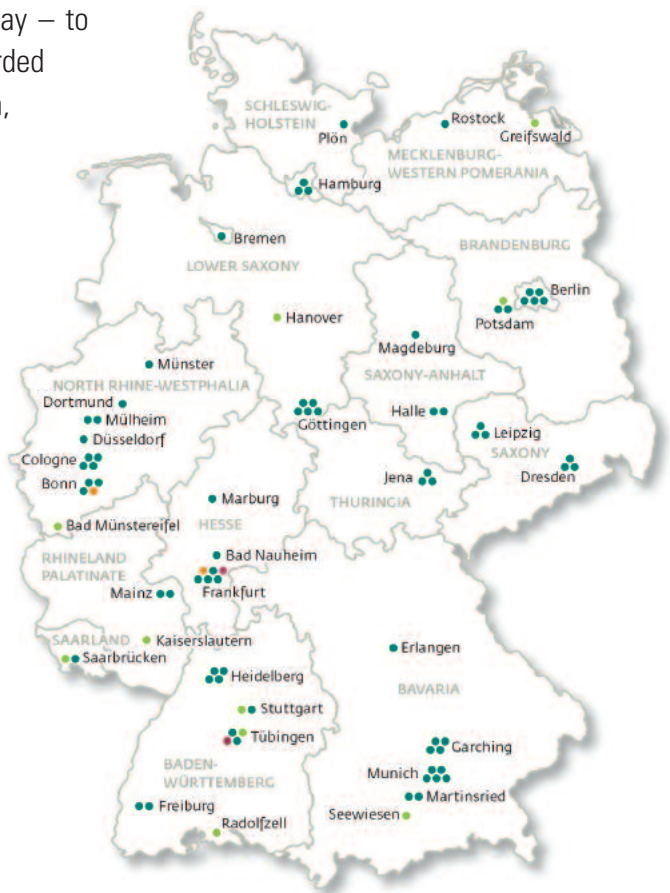 ay – to
rded
,
SCHLESWIG-
HOLSTEIN
Plön
Rostock
Greifswald
MECKLENBURG-
WESTERN POMERANIA
Hamburg
Bremen
LOWER SAXONY
BRANDENBURG
Berlin
Potsdam
Hanover
Magdeburg
SAXONY-ANHALT
Münster
NORTH RHINE-WESTPHALIA
Dortmund
Mülheim
Düsseldorf
Cologne
Bonn
Göttingen
Halle
Leipzig
SAXONY
Dresden
Jena
THURINGIA
Marburg
HESSE
Bad Münstereifel
Bad Nauheim
RHINELAND
PALATINATE
Frankfurt
Mainz
SAARLAND
Kaiserslautern
Saarbrücken
Erlangen
BAVARIA
Heidelberg
Stuttgart
Tübingen
BADEN-
WÜRTTEMBERG
Garching
Munich
Martinsried
Seewiesen
Freiburg
Radolfzell